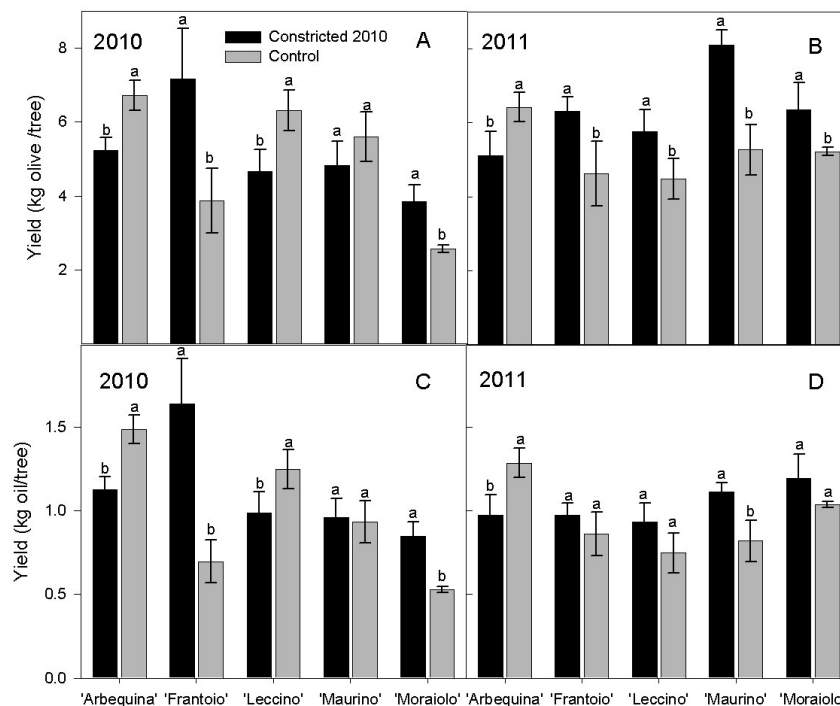 2010
Constricted 2010
Control
A
2011
B
Yield (kg olive /tree)
8
6
4
2
b a a b b a a a a b
b a a b a b a b a b
2010
C
2011
D
Yield (kg oil/tree)
1.5
1.0
0.5
0.0
b a a b b a a a a b
b a a a a a a b a a
'Arbequina' 'Frantoio' 'Leccino' 'Maurino' 'Moraiolo'
'Arbequina' 'Frantoio' 'Leccino' 'Maurino' 'Moraiolo